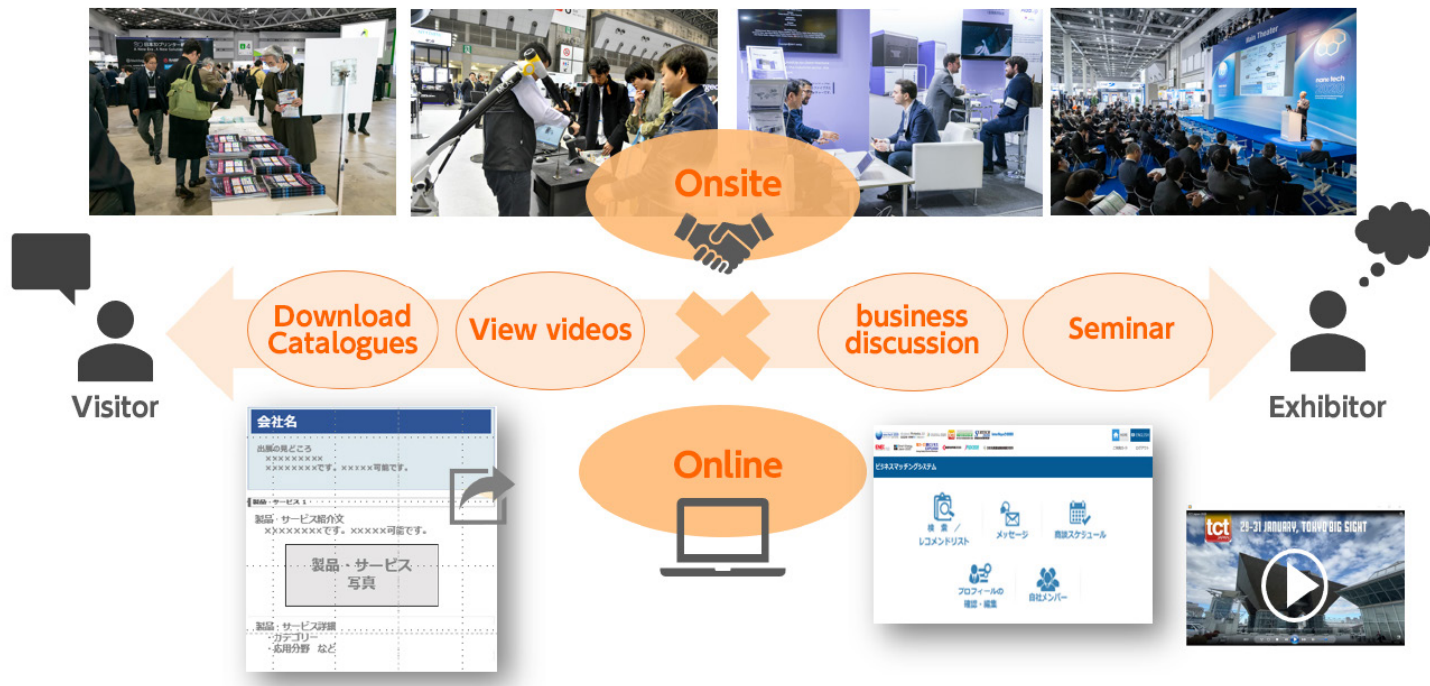 Main Theater
nano tech
2020
Onsite
Download
Catalogues
View videos
business
discussion
Seminar
Visitor
Exhibitor
Online
会社名
出展の見どころ
×××××××××
××××××××です。×××××可能です。
製品・サービス 1
製品・サービス紹介文
××××××××です。×××××可能です。
製品・サービス
写真
製品・サービス詳細
・カテゴリー
・応用分野 など
ビジネスマッチングシステム
検索／
レコメンドリスト
メッセージ
商談スケジュール
プロフィールの
確認・編集
自社メンバー
tct
29-31 JANUARY, TOKYO BIG SIGHT